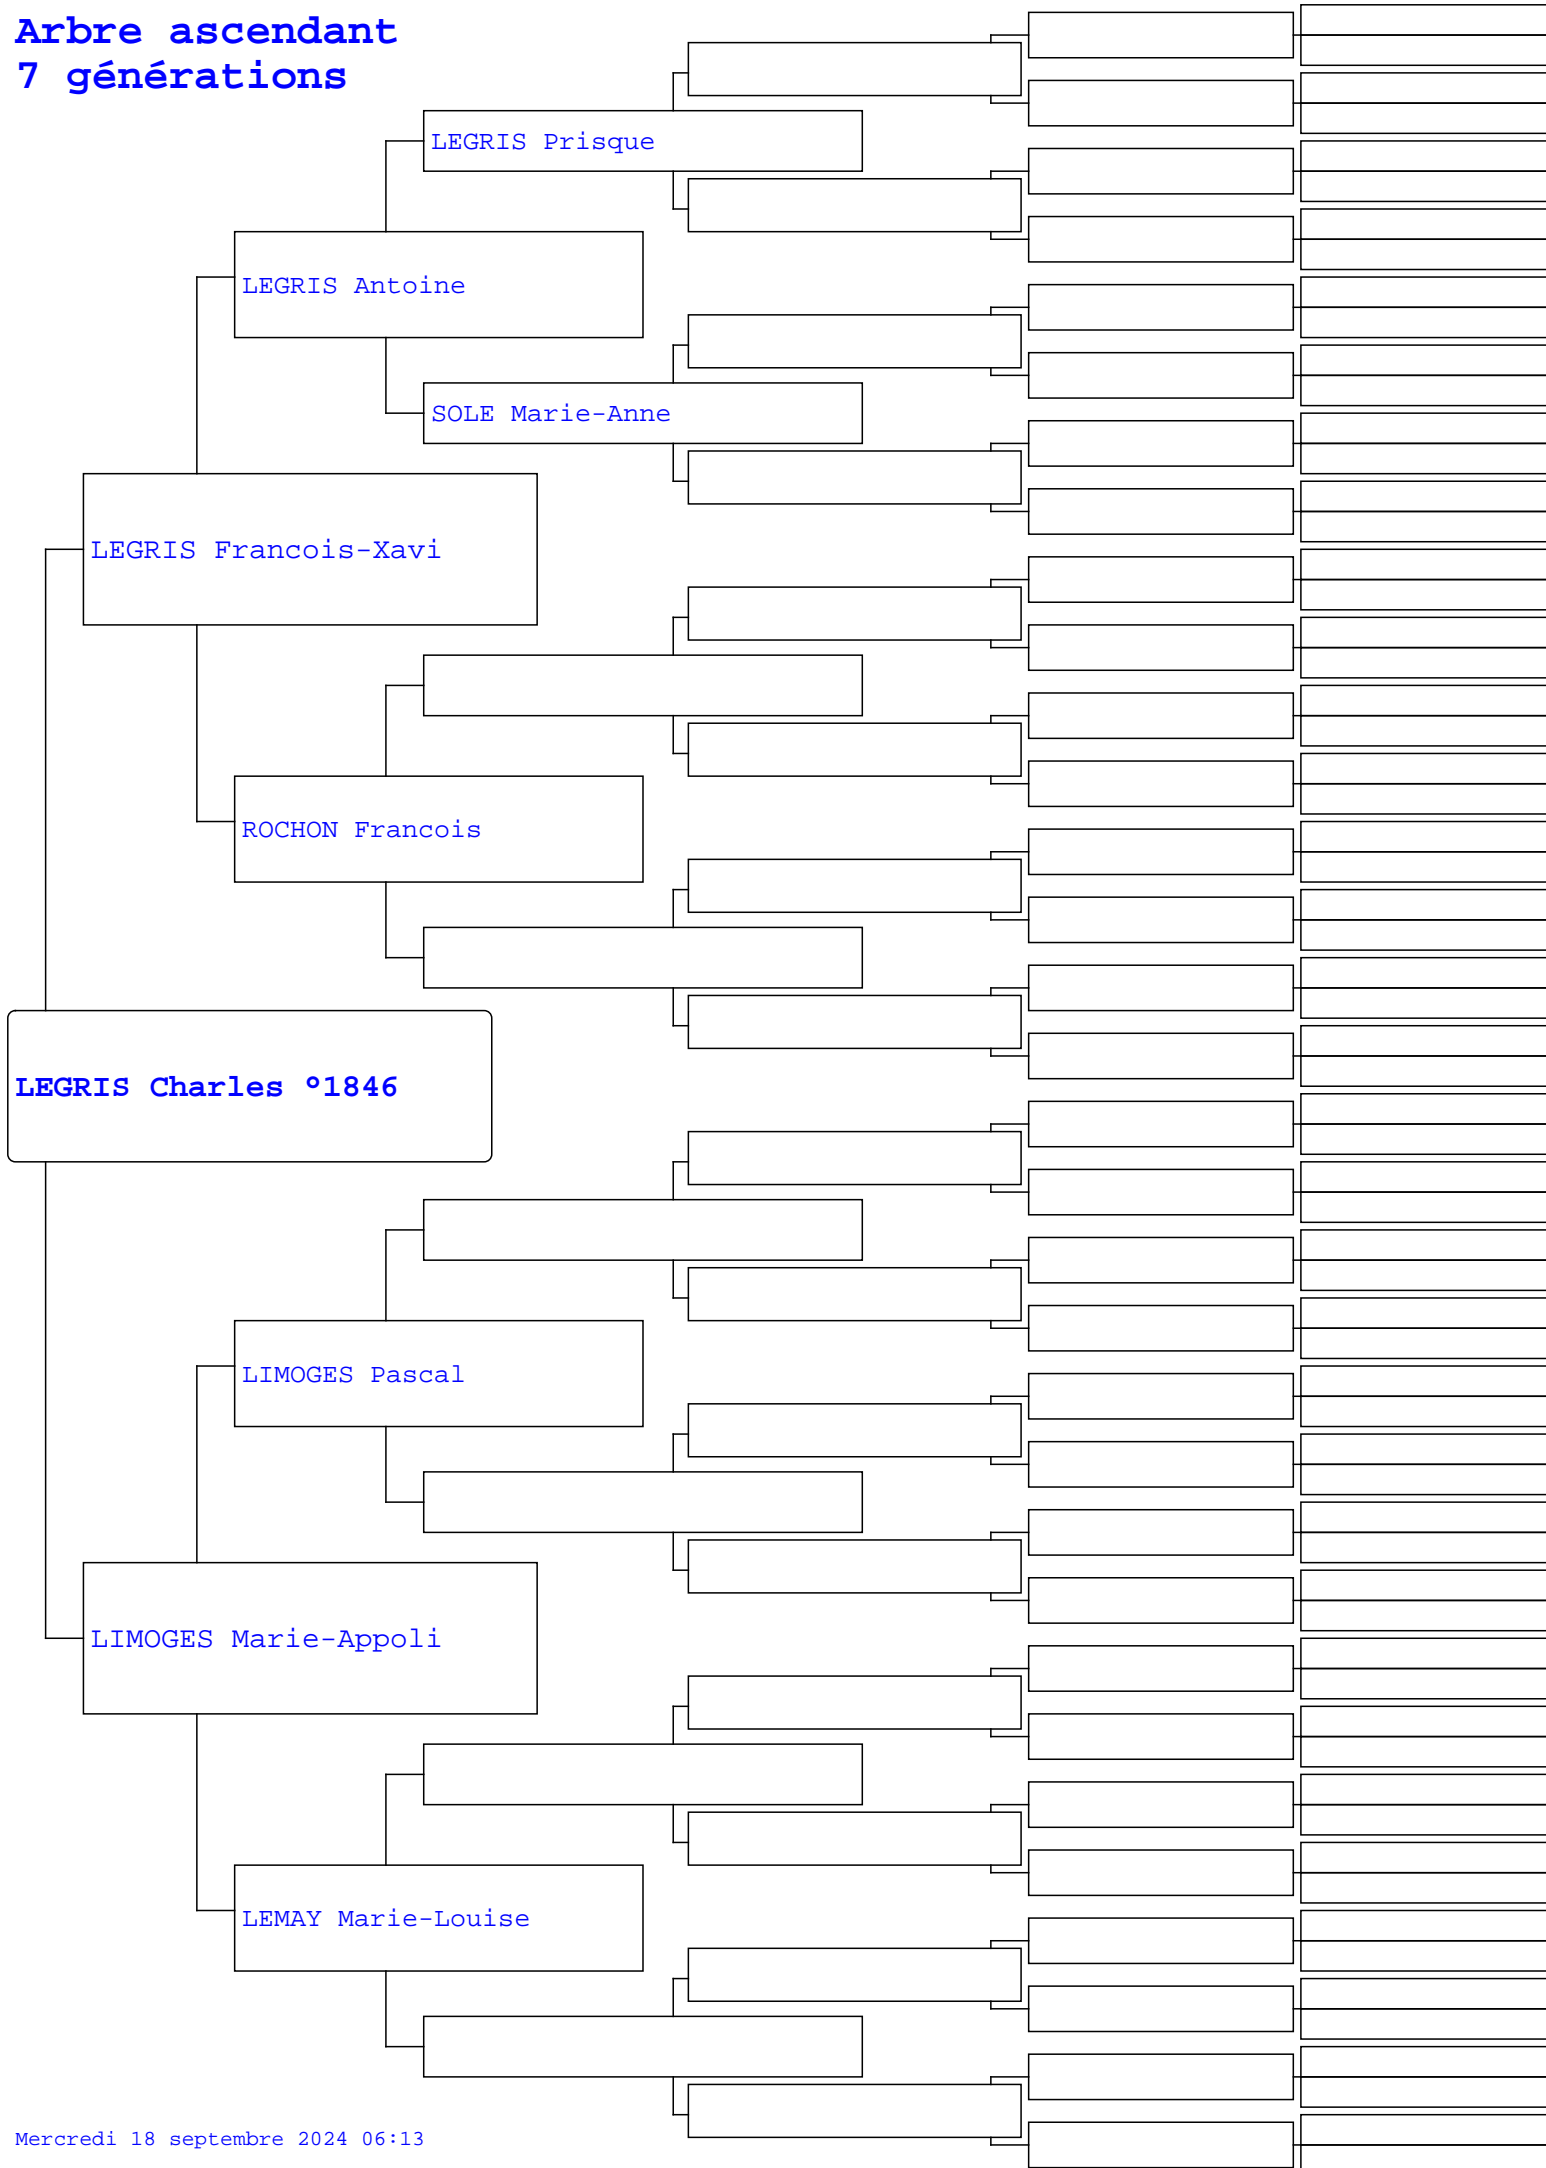 Arbre ascendant
7 générations
LEGRIS Prisque
LEGRIS Antoine
SOLE Marie-Anne
LEGRIS Francois-Xavi
ROCHON Francois
LEGRIS Charles °1846
LIMOGES Pascal
LIMOGES Marie-Appoli
LEMAY Marie-Louise
Mercredi 18 septembre 2024 06:13